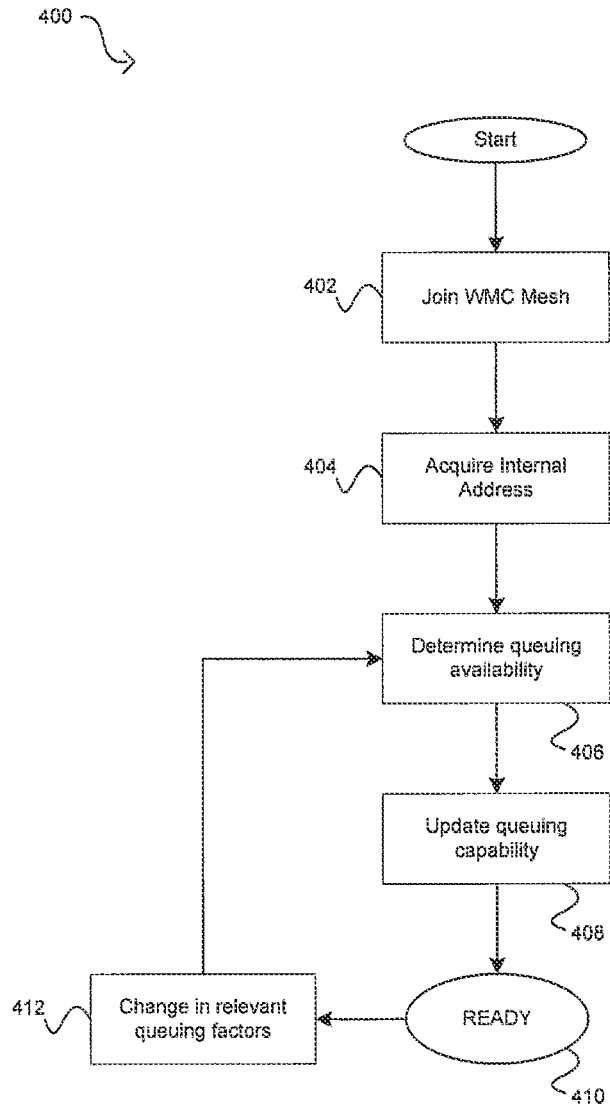 400
Start
402
Join WMC Mesh
404
Acquire Internal
Address
Determine queuing
availability
406
Update queuing
capability
408
412
Change in relevant
queuing factors
READY
410